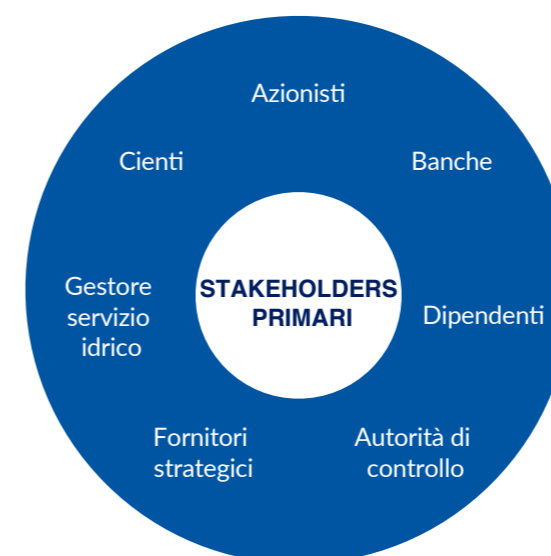 Azionisti
Cienti
Banche
Gestore
servizio
idrico
STAKEHOLDERS
PRIMARI
Dipendenti
Fornitori
strategici
Autorità di
controllo